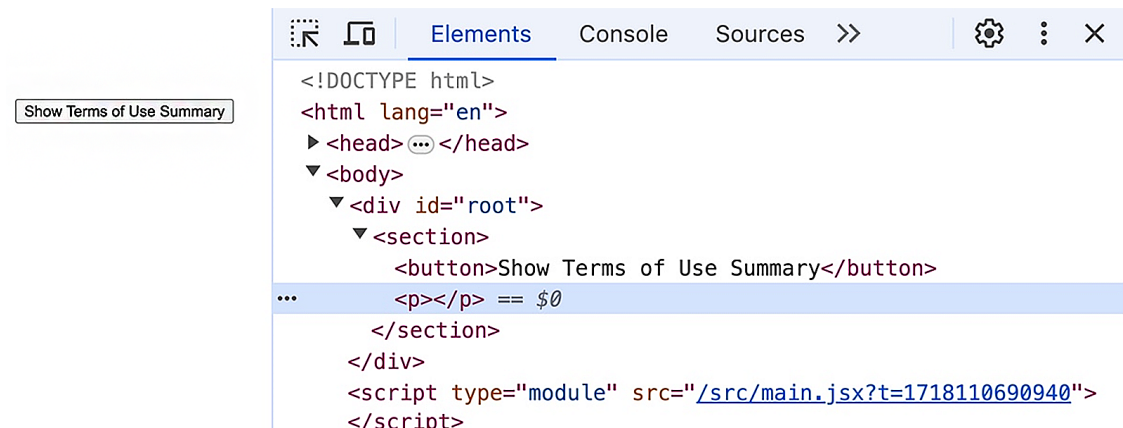 Elements Console Sources
<!DOCTYPE html>
Show Terms of Use Summary
<html lang="en">
<head> ••• </head>
<body>
<div id="root">
<section>
<button>Show Terms of Use Summary</button>
••• <p></p> == $0
</section>
</div>
<script type="module" src="/src/main.jsx?t=1718110690940">
</script>